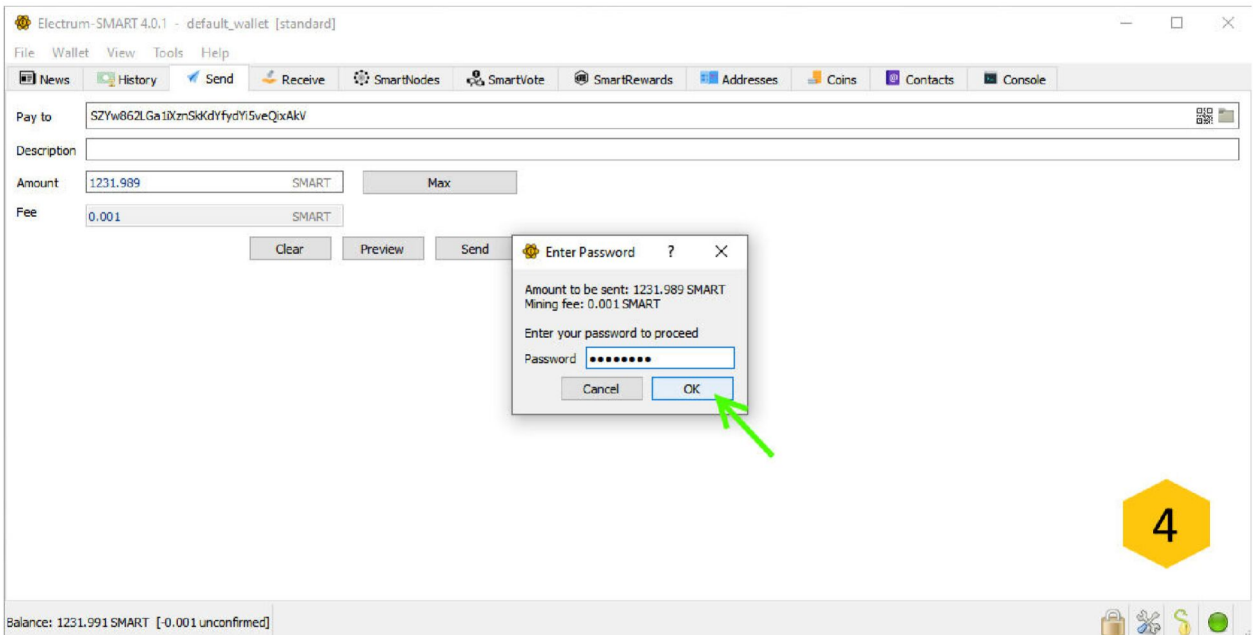 Electrum-SMART 4.0.1 - default_wallet [standard]
File Wallet View Tools Help
News History Send Receive SmartNodes SmartVote SmartRewards Addresses Coins Contacts Console
Pay to SZYw862LGa1iXznSkKdYfydYi5veQixAkV
Description
Amount 1231.989 SMART Max
Fee 0.001 SMART
Clear Preview Send
Enter Password ?
Amount to be sent: 1231.989 SMART
Mining fee: 0.001 SMART
Enter your password to proceed
Password ••••••••
Cancel OK
4
Balance: 1231.991 SMART [-0.001 unconfirmed]